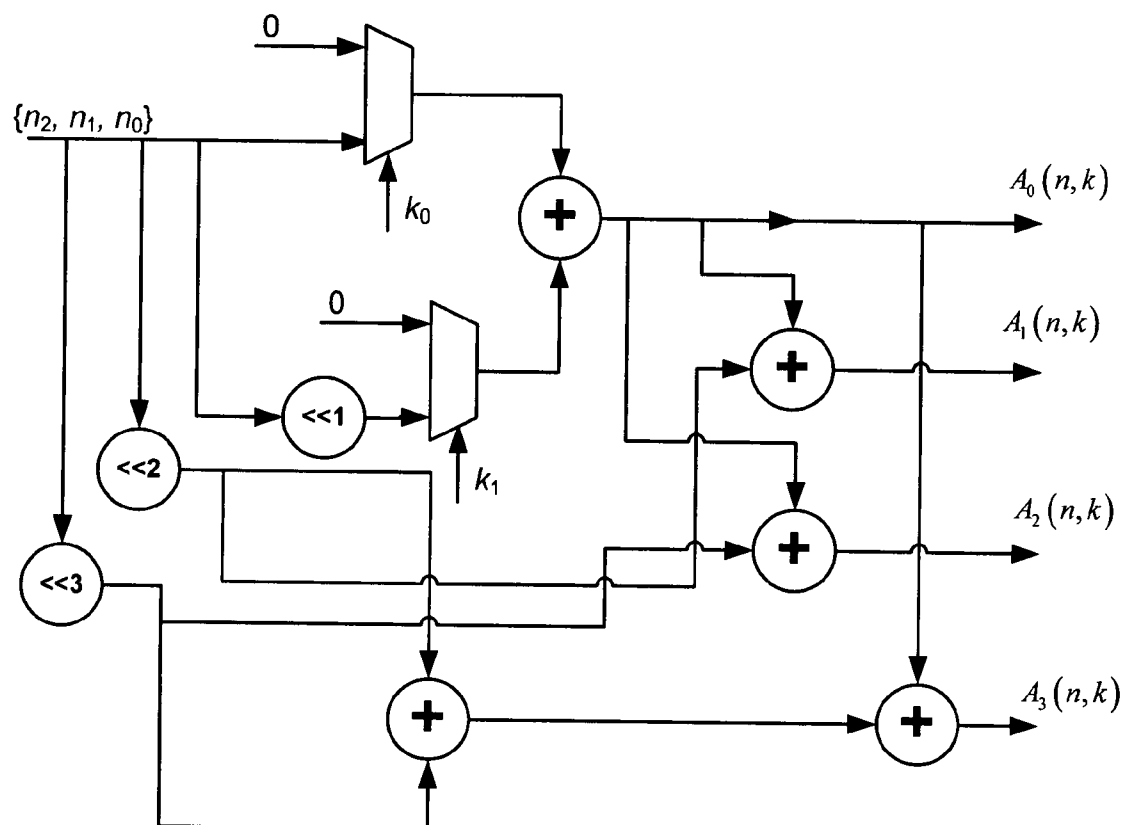 0
{n₂, n₁, n₀}
k₀
A₀(n,k)
+
0
A₁(n,k)
+
<<1
<<2
k₁
A₂(n,k)
+
<<3
A₃(n,k)
+
+